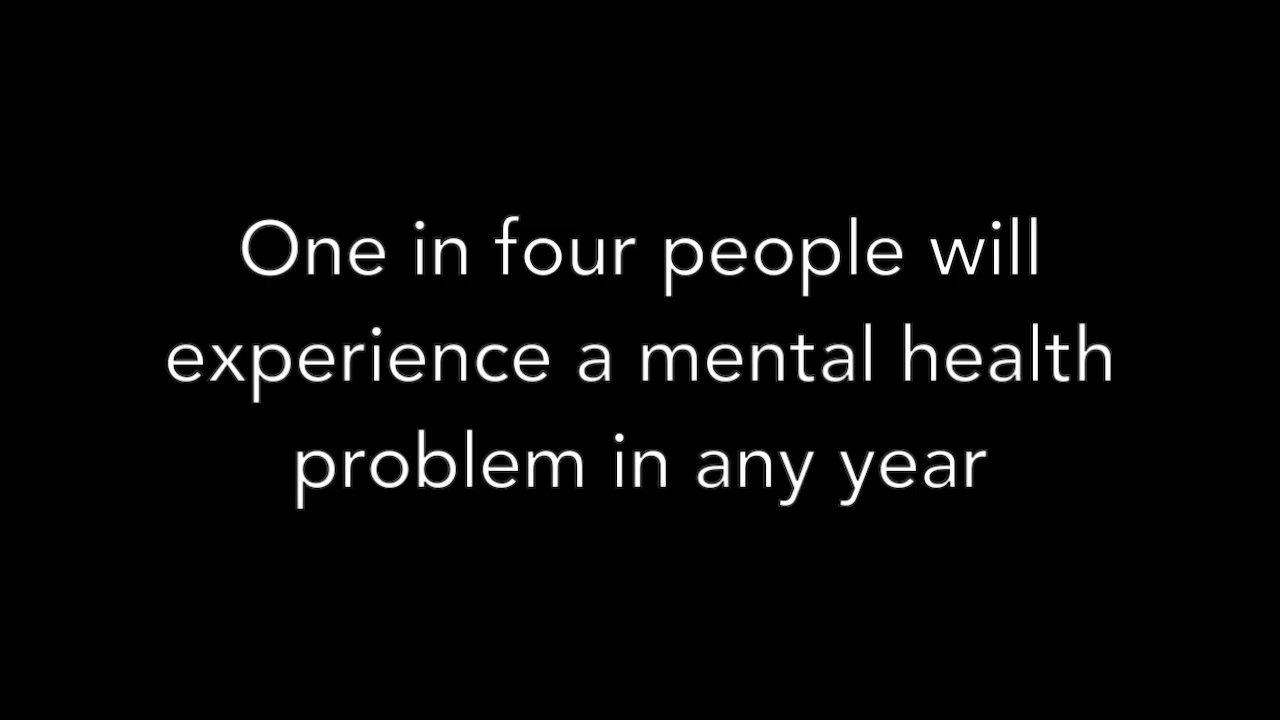 One in four people will
experience a mental health
problem in any year